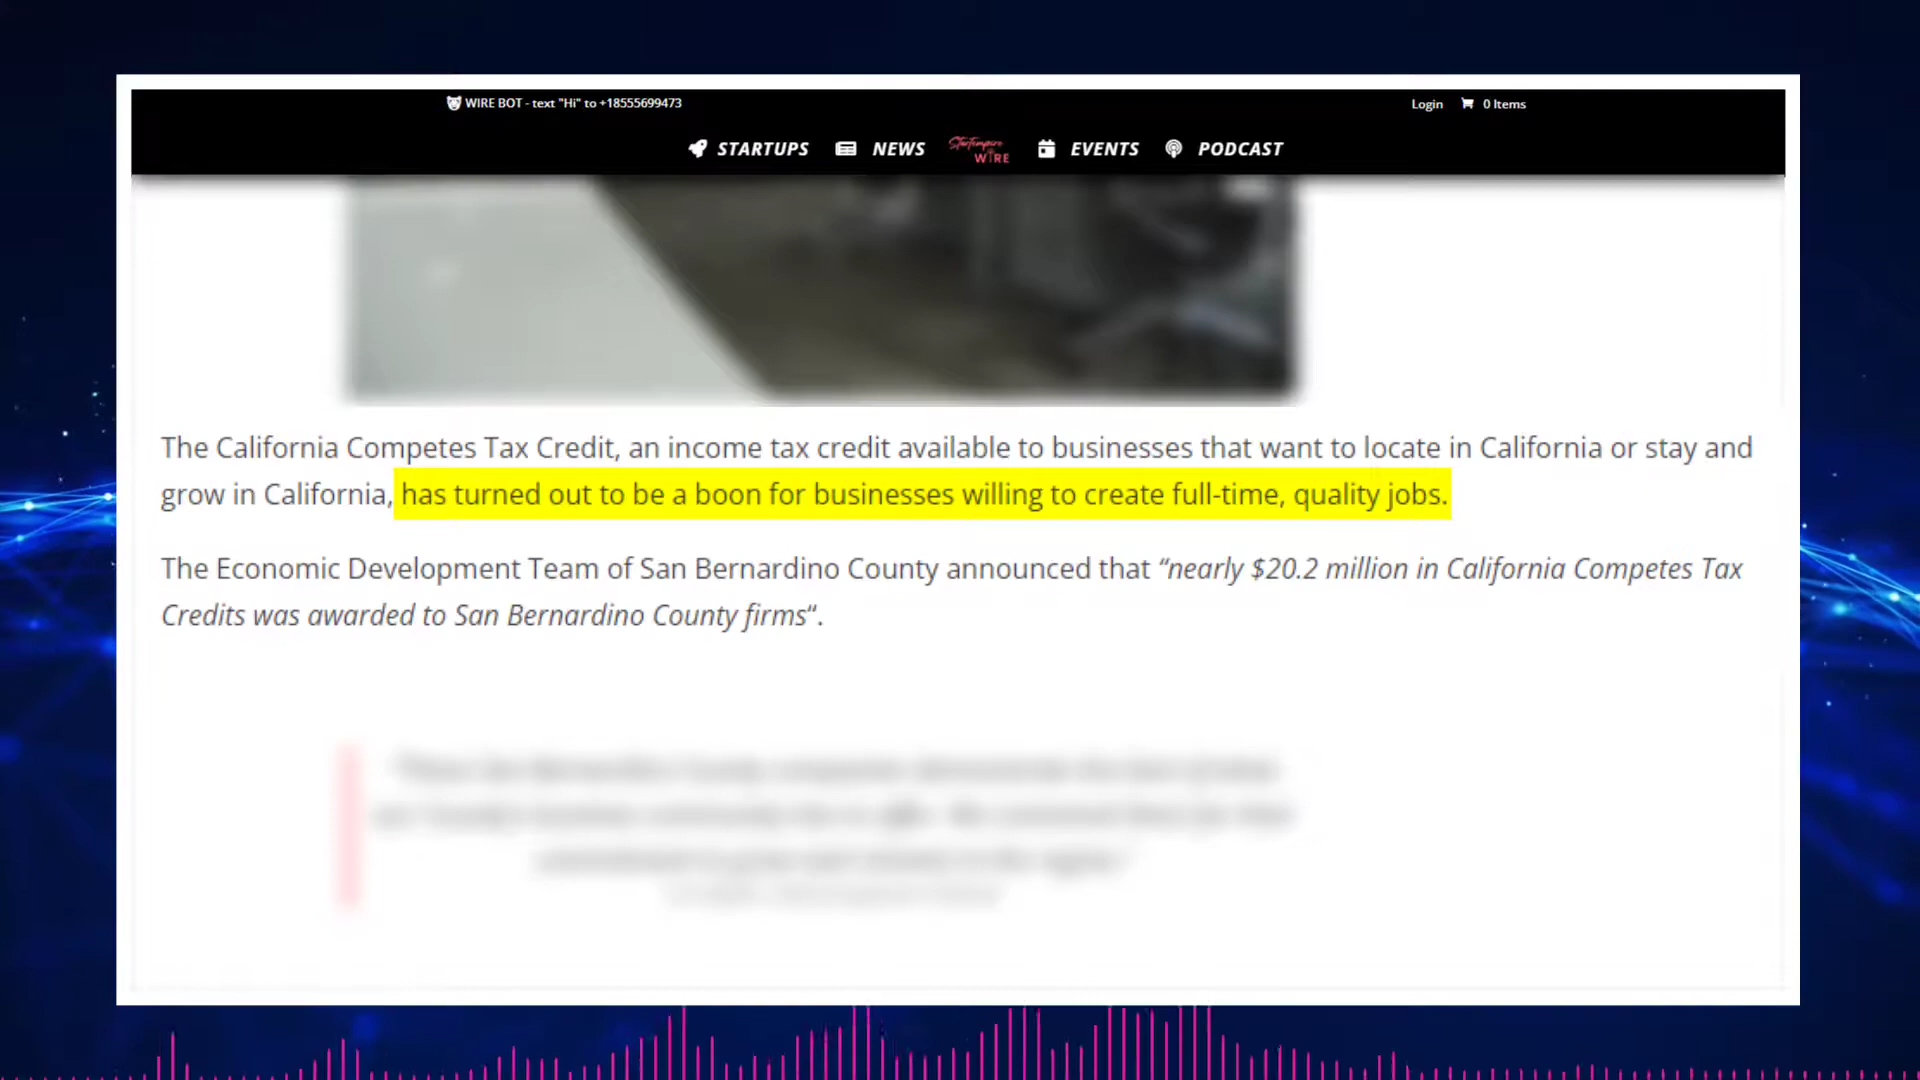 WIRE BOT - text "Hi" to +18555699473
Login 0 Items
STARTUPS NEWS Startempire WIRE EVENTS PODCAST
The California Competes Tax Credit, an income tax credit available to businesses that want to locate in California or stay and
grow in California, has turned out to be a boon for businesses willing to create full-time, quality jobs.
The Economic Development Team of San Bernardino County announced that “nearly $20.2 million in California Competes Tax
Credits was awarded to San Bernardino County firms“.